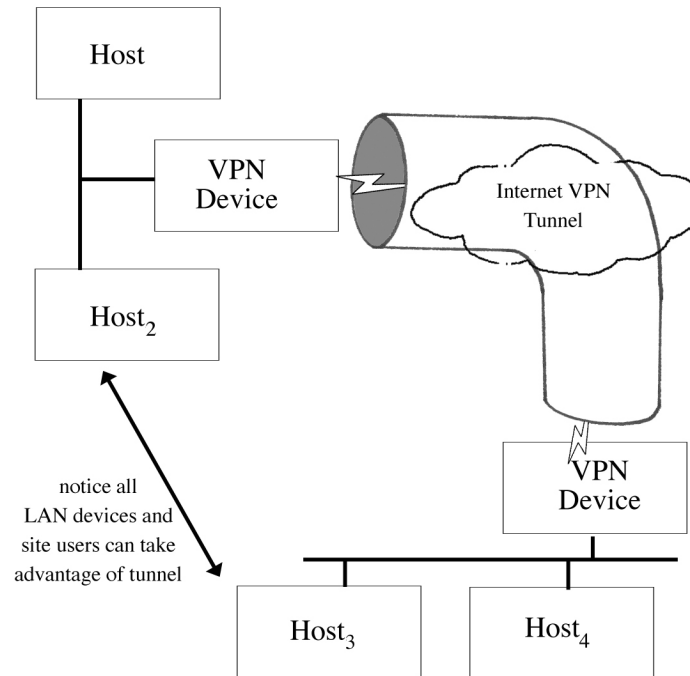 Host
VPN
Device
Internet VPN
Tunnel
Host₂
notice all
LAN devices and
site users can take
advantage of tunnel
VPN
Device
Host₃
Host₄